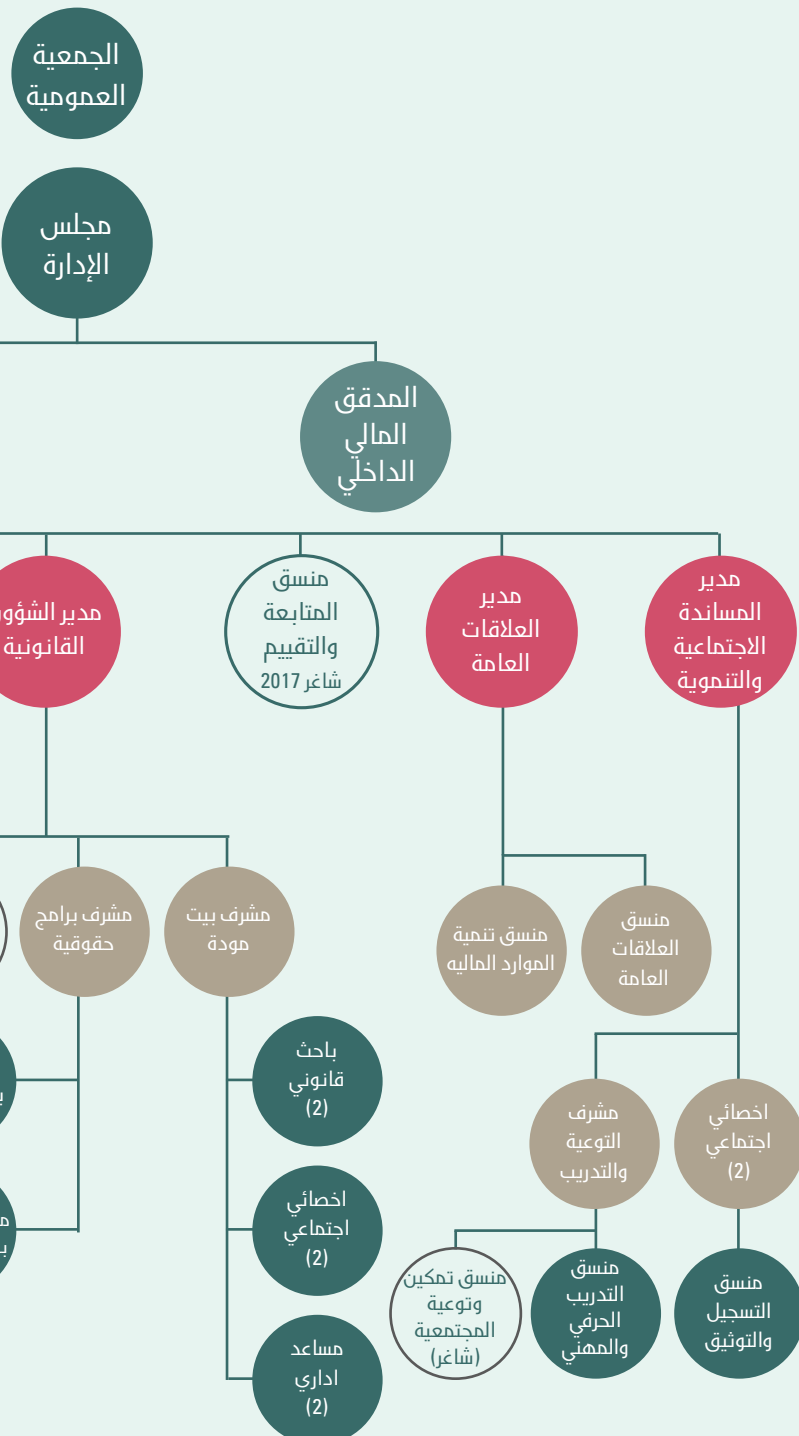 الجمعية
العمومية
مجلس
الإدارة
المدقق
المالي
الداخلي
مدير
المساندة
الاجتماعية
والتنموية
مدير
العلاقات
العامة
منسق
المتابعة
والتقييم
شاغر 2017
مدير الشؤون
القانونية
منسق
العلاقات
العامة
منسق تنمية
الموارد الماليه
مشرف بيت
مودة
مشرف برامج
حقوقية
اخصائي
اجتماعي
(2)
مشرف
التوعية
والتدريب
باحث
قانوني
(2)
اخصائي
اجتماعي
(2)
مساعد
اداري
(2)
منسق
التسجيل
والتوثيق
منسق
التدريب
الحرفي
والمهني
منسق تمكين
وتوعية
المجتمعية
(شاغر)